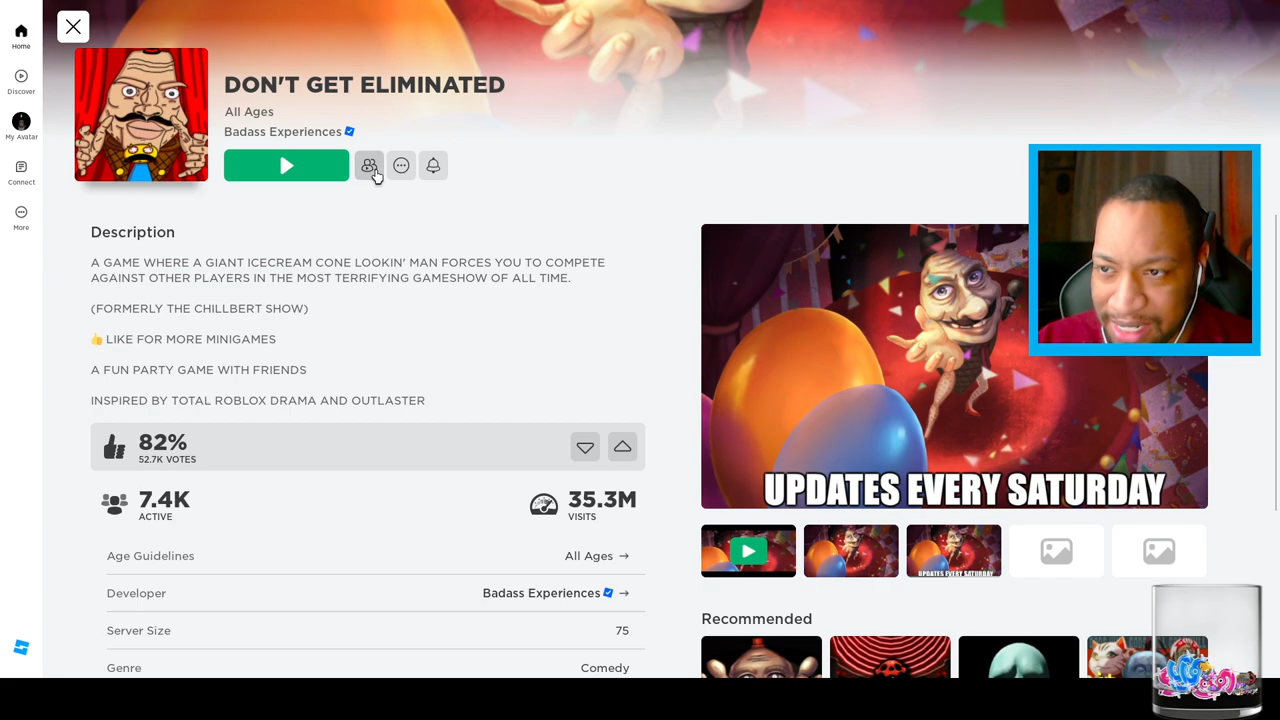 Home
Discover
My Avatar
Connect
More
DON'T GET ELIMINATED
All Ages
Badass Experiences
Description
A GAME WHERE A GIANT ICECREAM CONE LOOKIN' MAN FORCES YOU TO COMPETE
AGAINST OTHER PLAYERS IN THE MOST TERRIFYING GAMESHOW OF ALL TIME.
(FORMERLY THE CHILLBERT SHOW)
👍 LIKE FOR MORE MINIGAMES
A FUN PARTY GAME WITH FRIENDS
INSPIRED BY TOTAL ROBLOX DRAMA AND OUTLASTER
82%
52.7K VOTES
7.4K
ACTIVE
35.3M
VISITS
Age Guidelines
All Ages →
Developer
Badass Experiences →
Server Size
75
Genre
Comedy
UPDATES EVERY SATURDAY
UPDATES EVERY SATURDAY
Recommended